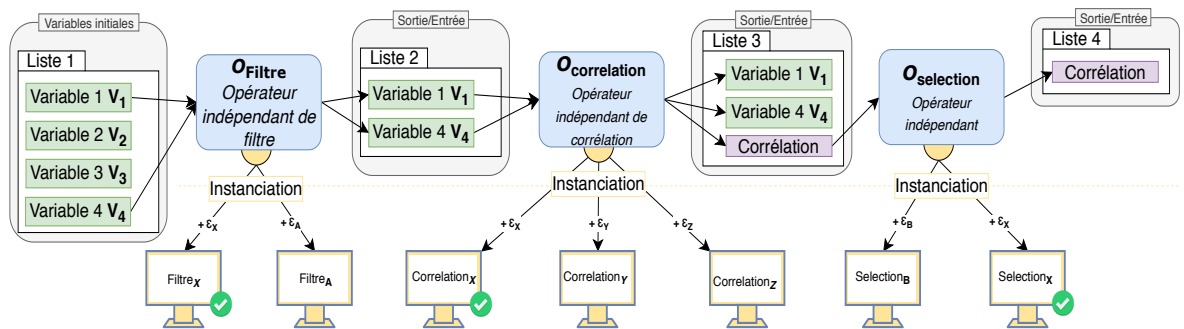 Variables initiales
Liste 1
Variable 1 V₁
Variable 2 V₂
Variable 3 V₃
Variable 4 V₄
OFiltre
Opérateur
indépendant de
filtre
Sortie/Entrée
Liste 2
Variable 1 V₁
Variable 4 V₄
Ocorrelation
Opérateur
indépendant de
corrélation
Sortie/Entrée
Liste 3
Variable 1 V₁
Variable 4 V₄
Corrélation
Oselection
Opérateur
indépendant
Sortie/Entrée
Liste 4
Corrélation
Instanciation
Instanciation
Instanciation
+ εX
+ εA
+ εX
+ εY
+ εZ
+ εB
+ εX
FiltreX
FiltreA
CorrelationX
CorrelationY
CorrelationZ
SelectionB
SelectionX